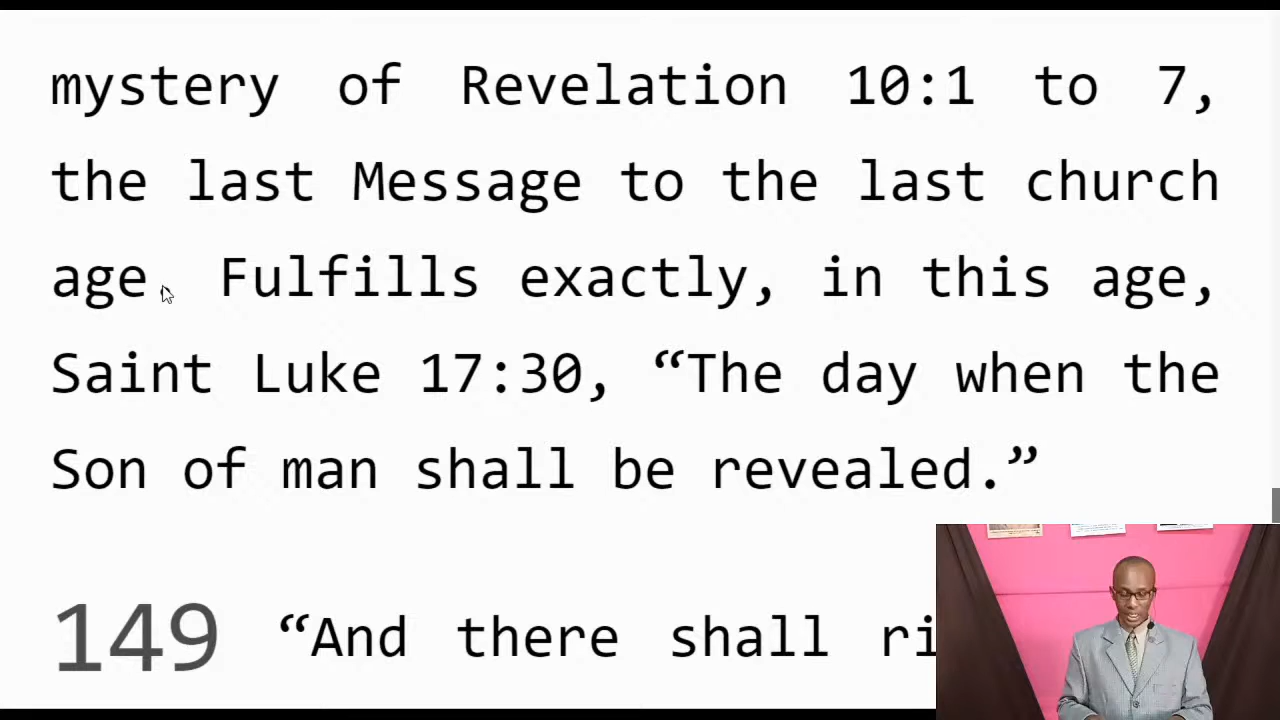 mystery of Revelation 10:1 to 7,
the last Message to the last church
age. Fulfills exactly, in this age,
Saint Luke 17:30, “The day when the
Son of man shall be revealed.”
149 “And there shall